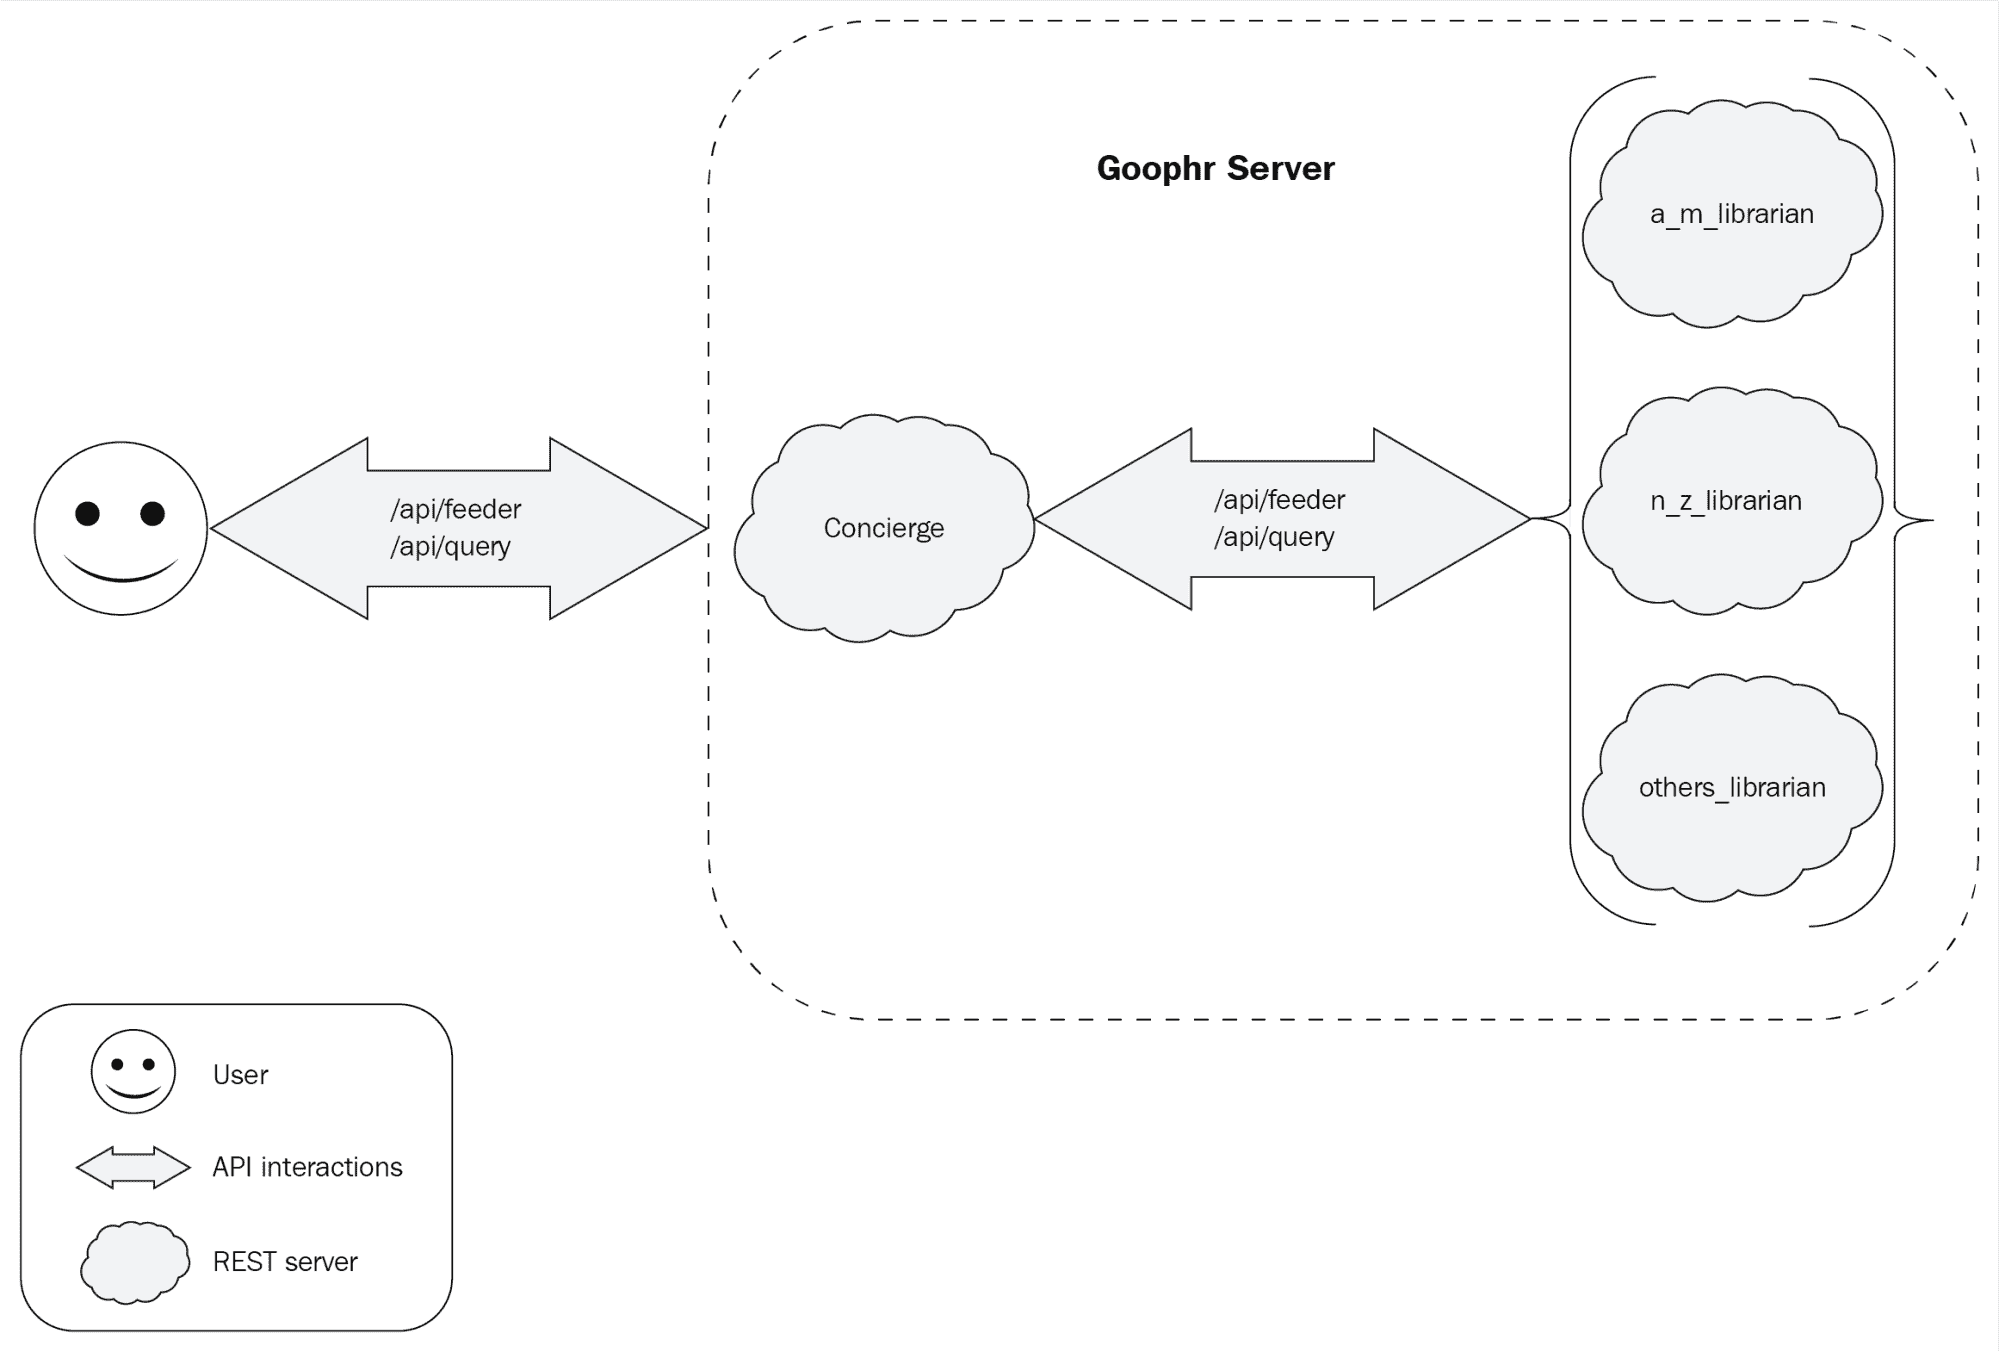 Goophr Server
a_m_librarian
/api/feeder
/api/query
Concierge
/api/feeder
/api/query
n_z_librarian
others_librarian
User
API interactions
REST server